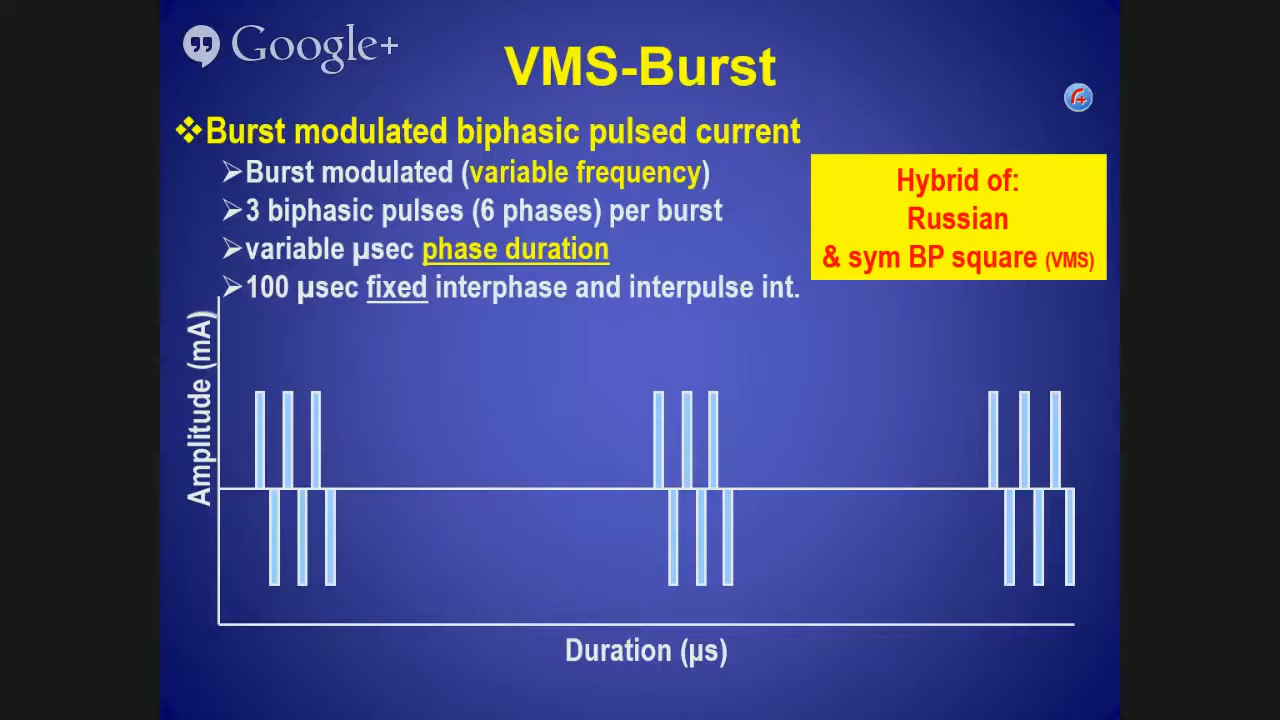 Google+
VMS-Burst
❖Burst modulated biphasic pulsed current
➢Burst modulated (variable frequency)
➢3 biphasic pulses (6 phases) per burst
➢variable µsec phase duration
➢100 µsec fixed interphase and interpulse int.
Hybrid of:
Russian
& sym BP square (VMS)
Amplitude (mA)
Duration (µs)